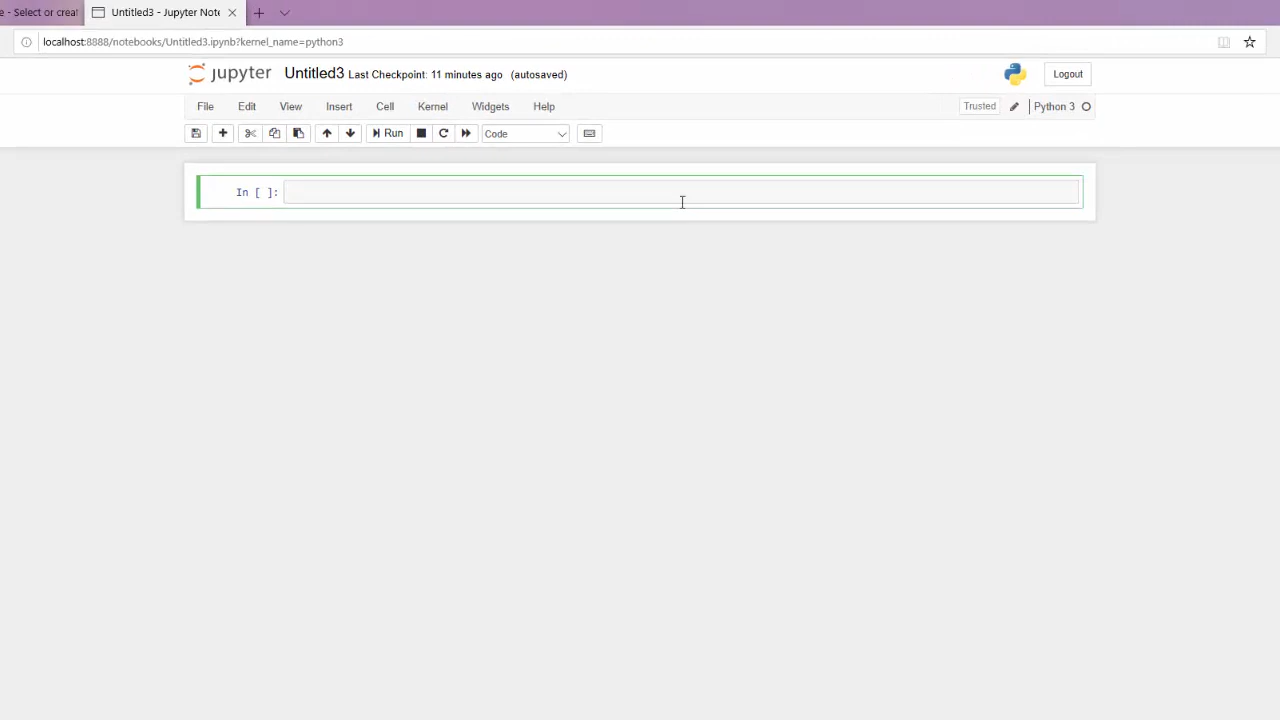 e - Select or creat
Untitled3 - Jupyter Note
localhost:8888/notebooks/Untitled3.ipynb?kernel_name=python3
jupyter Untitled3 Last Checkpoint: 11 minutes ago (autosaved)
Logout
File Edit View Insert Cell Kernel Widgets Help
Trusted
Python 3
Run
Code
In [ ]: